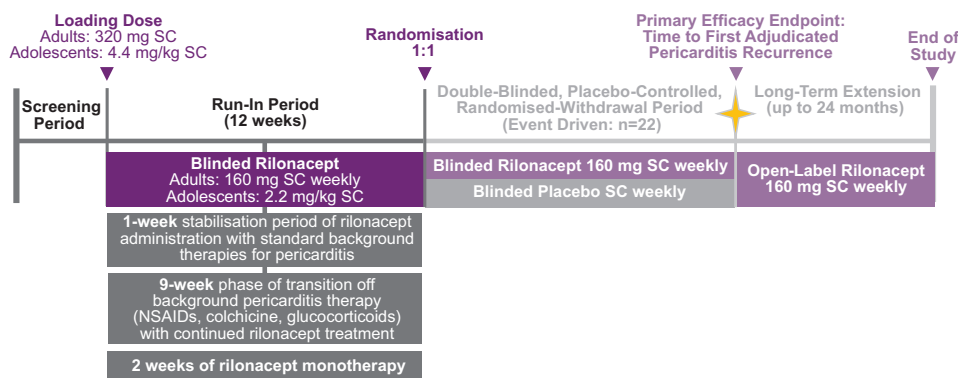 Loading Dose
Adults: 320 mg SC
Adolescents: 4.4 mg/kg SC
Randomisation
1:1
Primary Efficacy Endpoint:
Time to First Adjudicated
Pericarditis Recurrence
End of
Study
Screening
Period
Run-In Period
(12 weeks)
Double-Blinded, Placebo-Controlled,
Randomised-Withdrawal Period
(Event Driven: n=22)
Long-Term Extension
(up to 24 months)
Blinded Rilonacept
Adults: 160 mg SC weekly
Adolescents: 2.2 mg/kg SC
Blinded Rilonacept 160 mg SC weekly
Blinded Placebo SC weekly
Open-Label Rilonacept
160 mg SC weekly
1-week stabilisation period of rilonacept
administration with standard background
therapies for pericarditis
9-week phase of transition off
background pericarditis therapy
(NSAIDs, colchicine, glucocorticoids)
with continued rilonacept treatment
2 weeks of rilonacept monotherapy